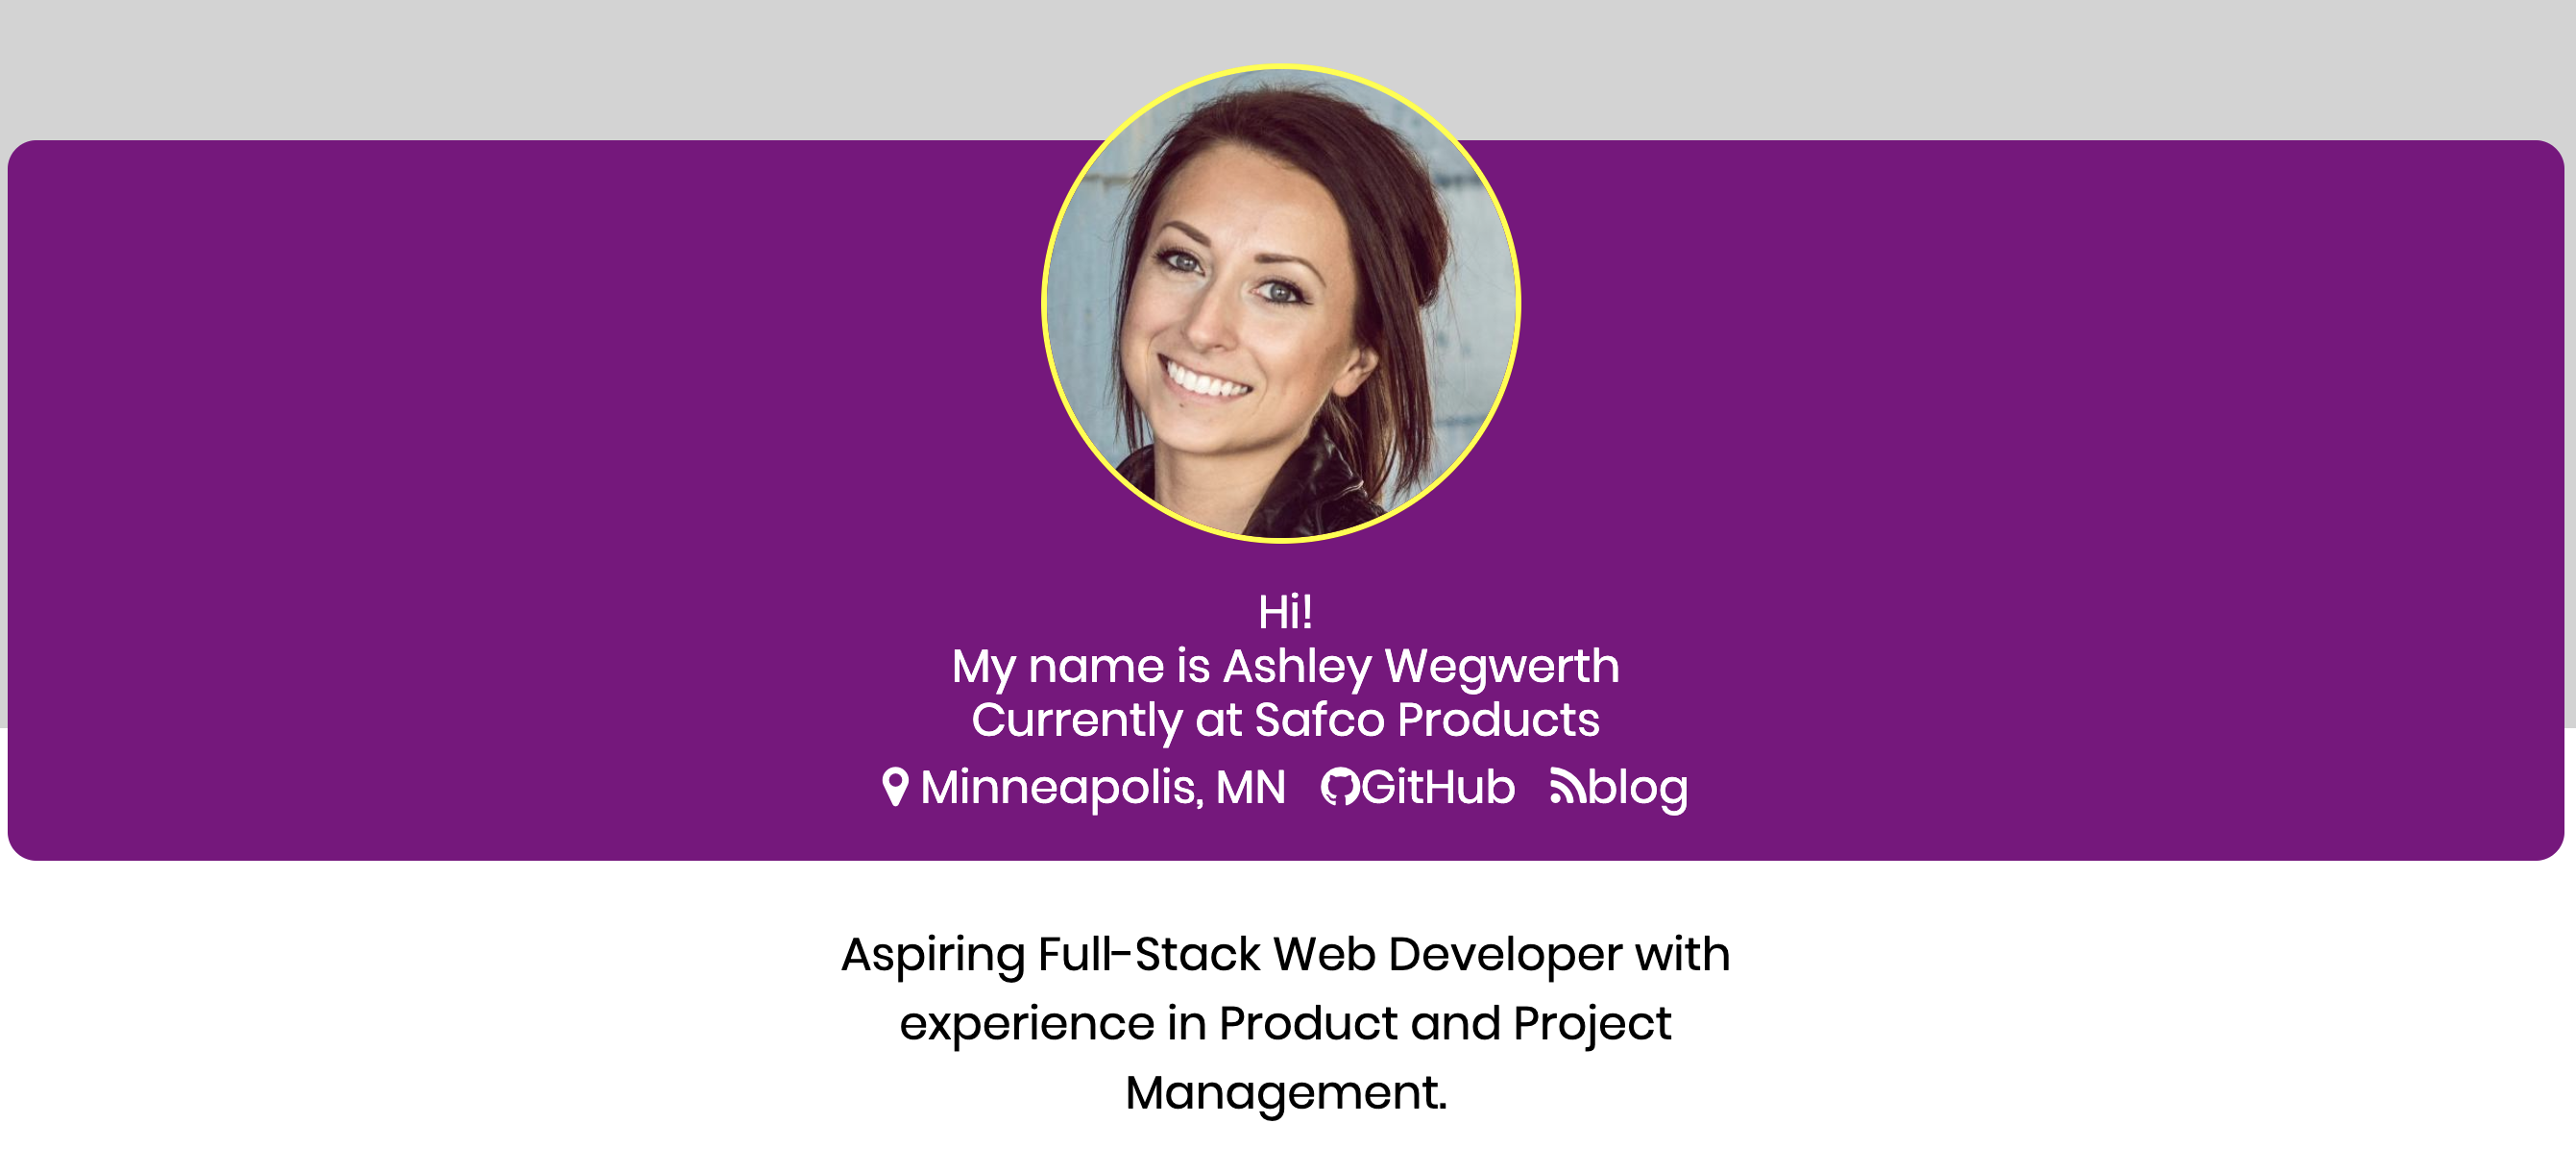 Hi!
My name is Ashley Wegwerth
Currently at Safco Products
Minneapolis, MN GitHub blog
Aspiring Full-Stack Web Developer with
experience in Product and Project
Management.